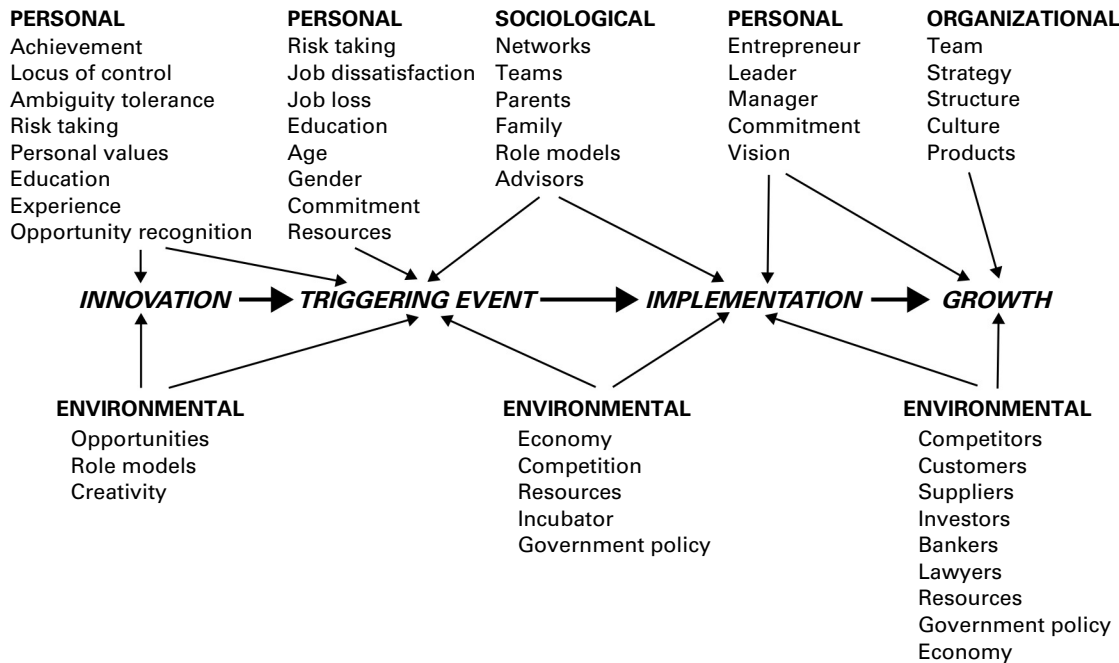 PERSONAL
Achievement
Locus of control
Ambiguity tolerance
Risk taking
Personal values
Education
Experience
Opportunity recognition
PERSONAL
Risk taking
Job dissatisfaction
Job loss
Education
Age
Gender
Commitment
Resources
SOCIOLOGICAL
Networks
Teams
Parents
Family
Role models
Advisors
PERSONAL
Entrepreneur
Leader
Manager
Commitment
Vision
ORGANIZATIONAL
Team
Strategy
Structure
Culture
Products
INNOVATION
TRIGGERING EVENT
IMPLEMENTATION
GROWTH
ENVIRONMENTAL
Opportunities
Role models
Creativity
ENVIRONMENTAL
Economy
Competition
Resources
Incubator
Government policy
ENVIRONMENTAL
Competitors
Customers
Suppliers
Investors
Bankers
Lawyers
Resources
Government policy
Economy